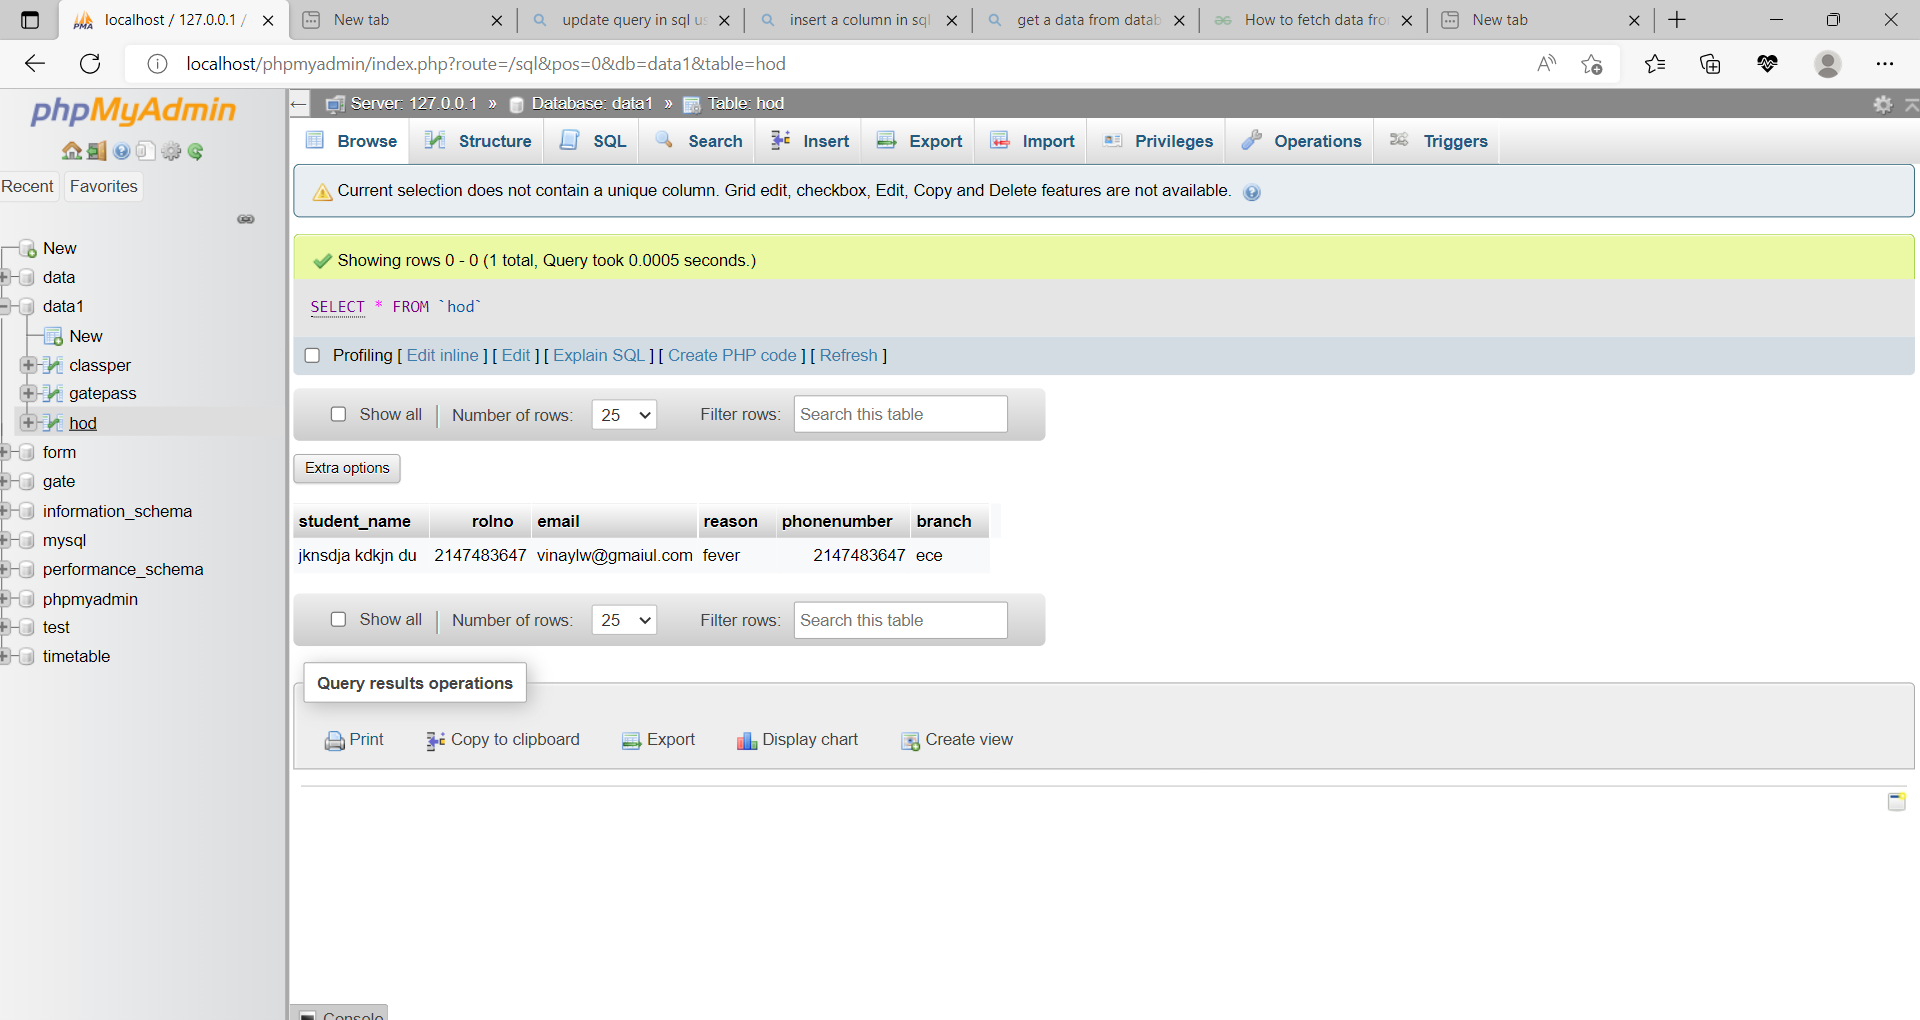 localhost / 127.0.0.1 /
New tab
update query in sql us
insert a column in sql
get a data from datab
How to fetch data fro
New tab
localhost/phpmyadmin/index.php?route=/sql&pos=0&db=data1&table=hod
phpMyAdmin
Recent Favorites
New
data
data1
New
classper
gatepass
hod
form
gate
information_schema
mysql
performance_schema
phpmyadmin
test
timetable
Server: 127.0.0.1 » Database: data1 » Table: hod
Browse Structure SQL Search Insert Export Import Privileges Operations Triggers
Current selection does not contain a unique column. Grid edit, checkbox, Edit, Copy and Delete features are not available.
Showing rows 0 - 0 (1 total, Query took 0.0005 seconds.)
SELECT * FROM `hod`
Profiling [ Edit inline ] [ Edit ] [ Explain SQL ] [ Create PHP code ] [ Refresh ]
Show all Number of rows: 25 Filter rows: Search this table
Extra options
student_name rolno email reason phonenumber branch
jknsdja kdkjn du 2147483647 vinaylw@gmaiul.com fever 2147483647 ece
Show all Number of rows: 25 Filter rows: Search this table
Query results operations
Print Copy to clipboard Export Display chart Create view
Console